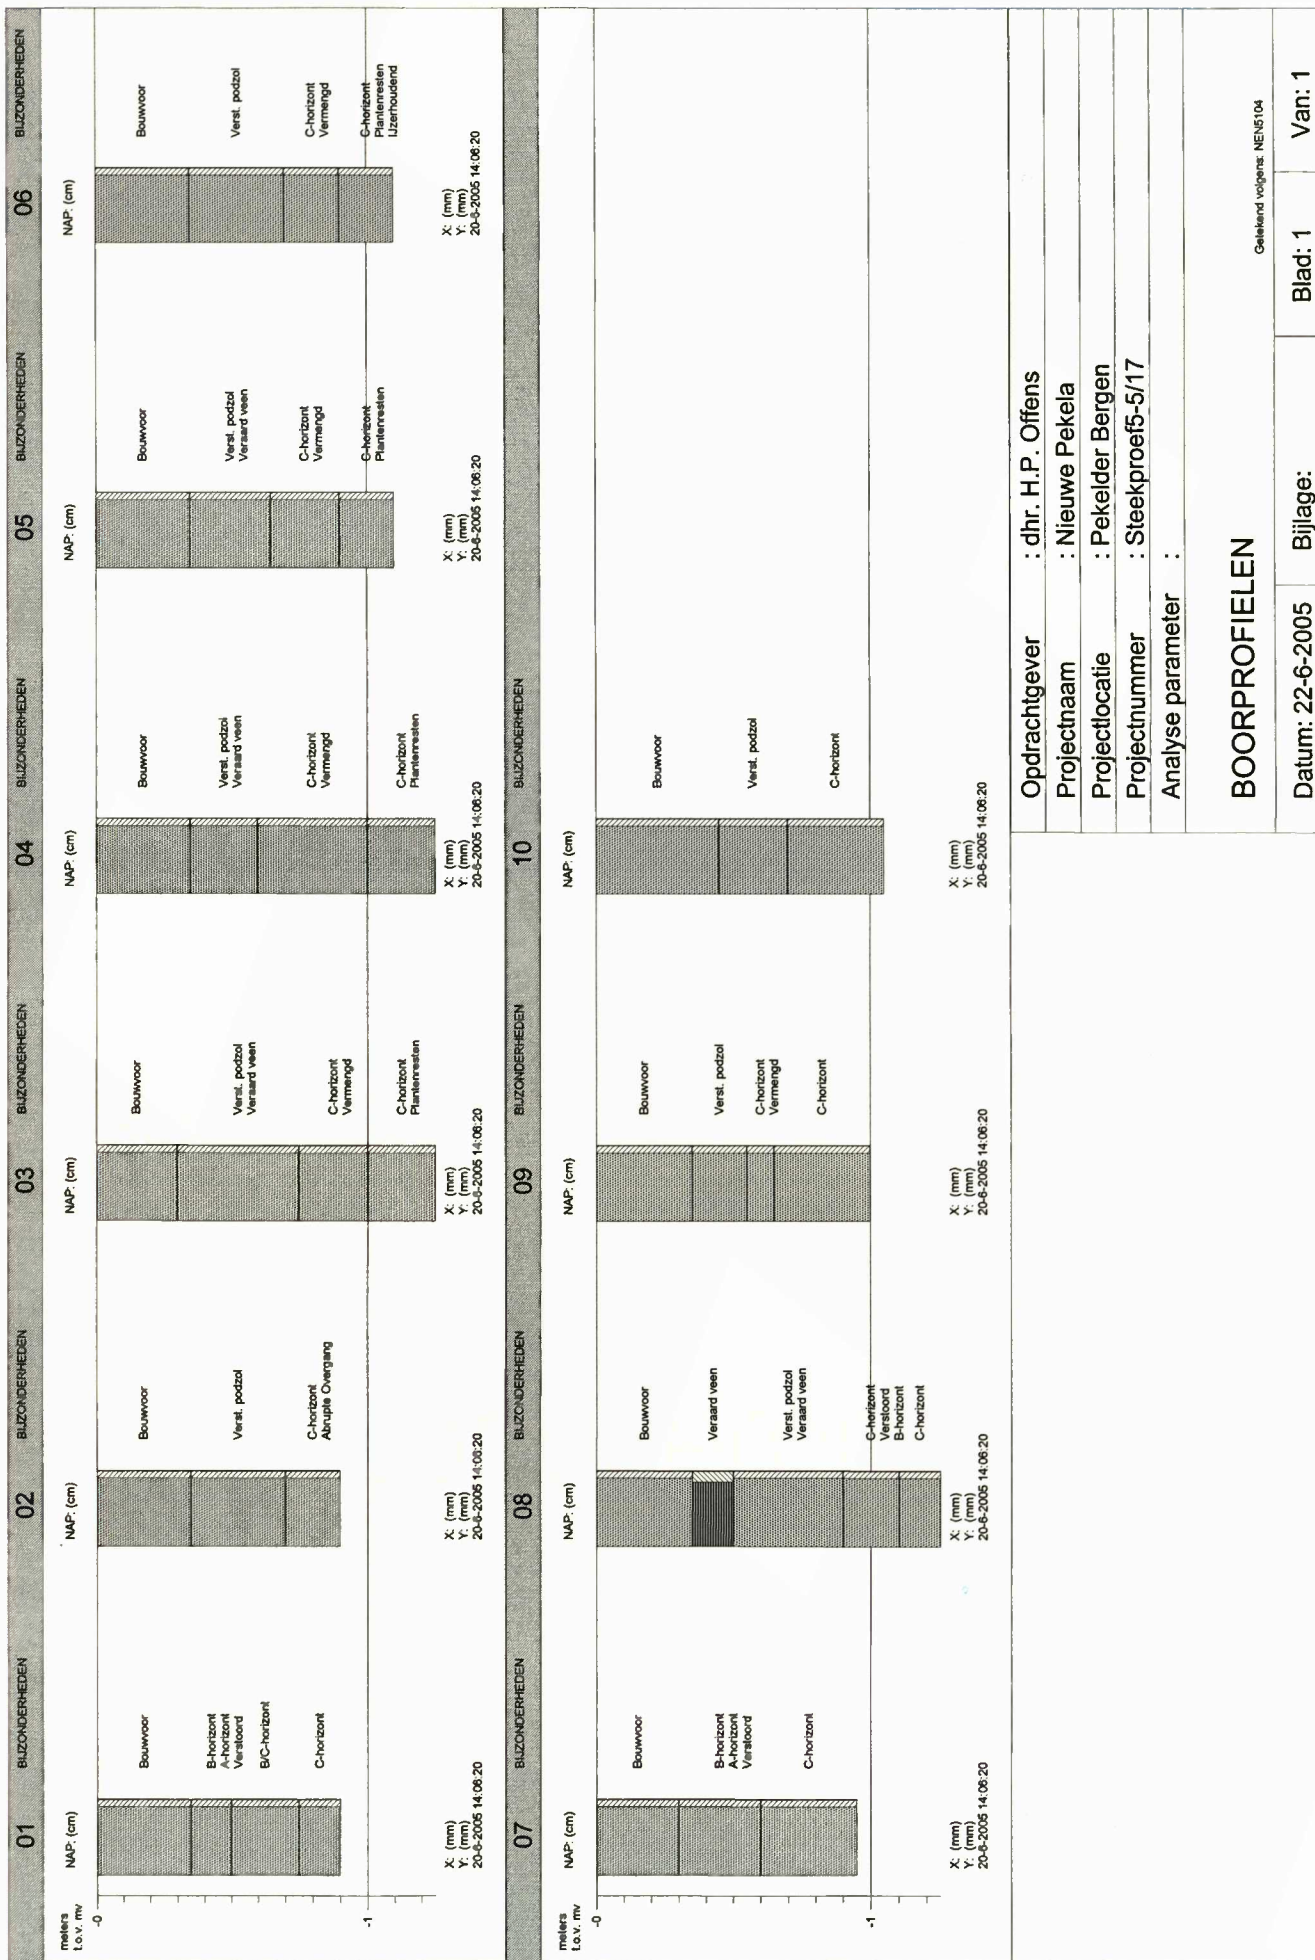 01 BIJZONDERHEDEN 02 BIJZONDERHEDEN 03 BIJZONDERHEDEN 04 BIJZONDERHEDEN 05 BIJZONDERHEDEN 06 BIJZONDERHEDEN
meters
t.o.v. mv
-0
-1
NAP: (cm)
Bouwvoor
B-horizont
A-horizont
Verstoord
B/C-horizont
C-horizont
X: (mm)
Y: (mm)
20-6-2005 14:06:20
NAP: (cm)
Bouwvoor
Verst. podzol
C-horizont
Abrupte Overgang
X: (mm)
Y: (mm)
20-6-2005 14:06:20
NAP: (cm)
Bouwvoor
Verst. podzol
Veraard veen
C-horizont
Vermengd
C-horizont
Plantenresten
X: (mm)
Y: (mm)
20-6-2005 14:06:20
NAP: (cm)
Bouwvoor
Verst. podzol
Veraard veen
C-horizont
Vermengd
C-horizont
Plantenresten
X: (mm)
Y: (mm)
20-6-2005 14:06:20
NAP: (cm)
Bouwvoor
Verst. podzol
Veraard veen
C-horizont
Vermengd
C-horizont
Plantenresten
X: (mm)
Y: (mm)
20-6-2005 14:06:20
NAP: (cm)
Bouwvoor
Verst. podzol
C-horizont
Vermengd
C-horizont
Plantenresten
IJzerhoudend
X: (mm)
Y: (mm)
20-6-2005 14:06:20
07 BIJZONDERHEDEN 08 BIJZONDERHEDEN 09 BIJZONDERHEDEN 10 BIJZONDERHEDEN
meters
t.o.v. mv
-0
-1
NAP: (cm)
Bouwvoor
B-horizont
A-horizont
Verstoord
C-horizont
X: (mm)
Y: (mm)
20-6-2005 14:06:20
NAP: (cm)
Bouwvoor
Veraard veen
Verst. podzol
Veraard veen
C-horizont
Verstoord
B-horizont
C-horizont
X: (mm)
Y: (mm)
20-6-2005 14:06:20
NAP: (cm)
Bouwvoor
Verst. podzol
C-horizont
Vermengd
C-horizont
X: (mm)
Y: (mm)
20-6-2005 14:06:20
NAP: (cm)
Bouwvoor
Verst. podzol
C-horizont
X: (mm)
Y: (mm)
20-6-2005 14:06:20
Opdrachtgever : dhr. H.P. Offens
Projectnaam : Nieuwe Pekela
Projectlocatie : Pekelder Bergen
Projectnummer : Steekproef5-5/17
Analyse parameter :
BOORPROFIELEN
Getekend volgens: NEN5104
Datum: 22-6-2005 Bijlage: Blad: 1 Van: 1